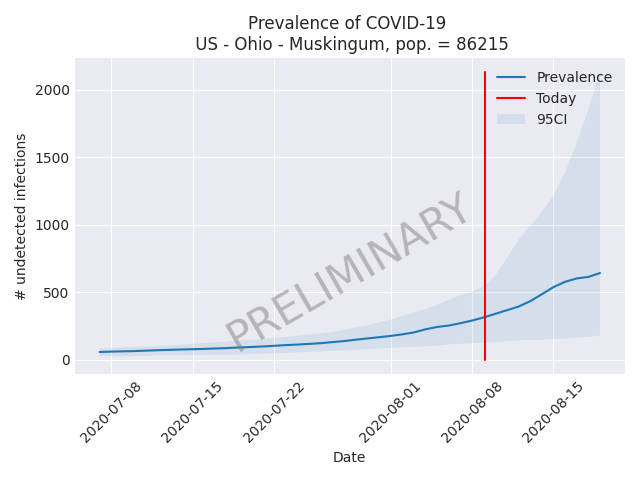 Prevalence of COVID-19
US - Ohio - Muskingum, pop. = 86215
Prevalence
Today
95CI
PRELIMINARY
# undetected infections
2000
1500
1000
500
0
2020-07-08
2020-07-15
2020-07-22
2020-08-01
2020-08-08
2020-08-15
Date